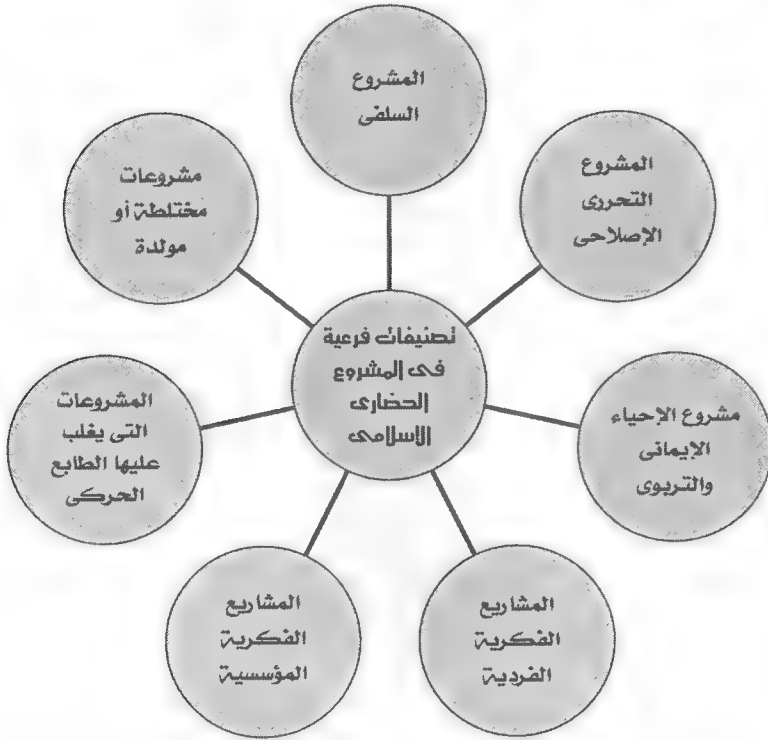 المشروع
السلفى
المشروع
التحررى
الإصلاحى
مشروع الإحياء
الإيمانى
والتربوى
المشاريع
الفكرية
الفردية
المشاريع
الفكرية
المؤسسية
المشروعات
التى يغلب
عليها الطابع
الحركى
مشروعات
مختلطة أو
مولدة
تصنيفات فرعية
فى المشروع
الحضارى
الاسلامى